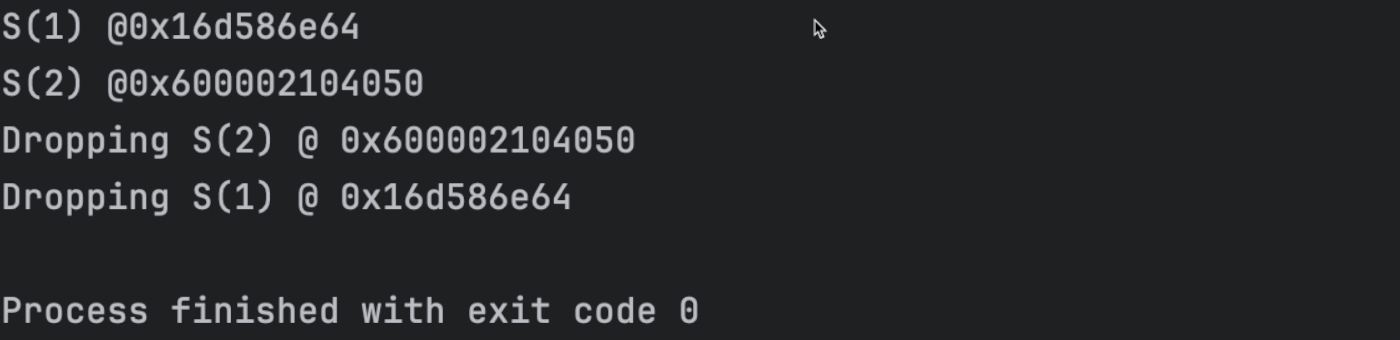 S(1) @0x16d586e64
S(2) @0x600002104050
Dropping S(2) @ 0x600002104050
Dropping S(1) @ 0x16d586e64
Process finished with exit code 0